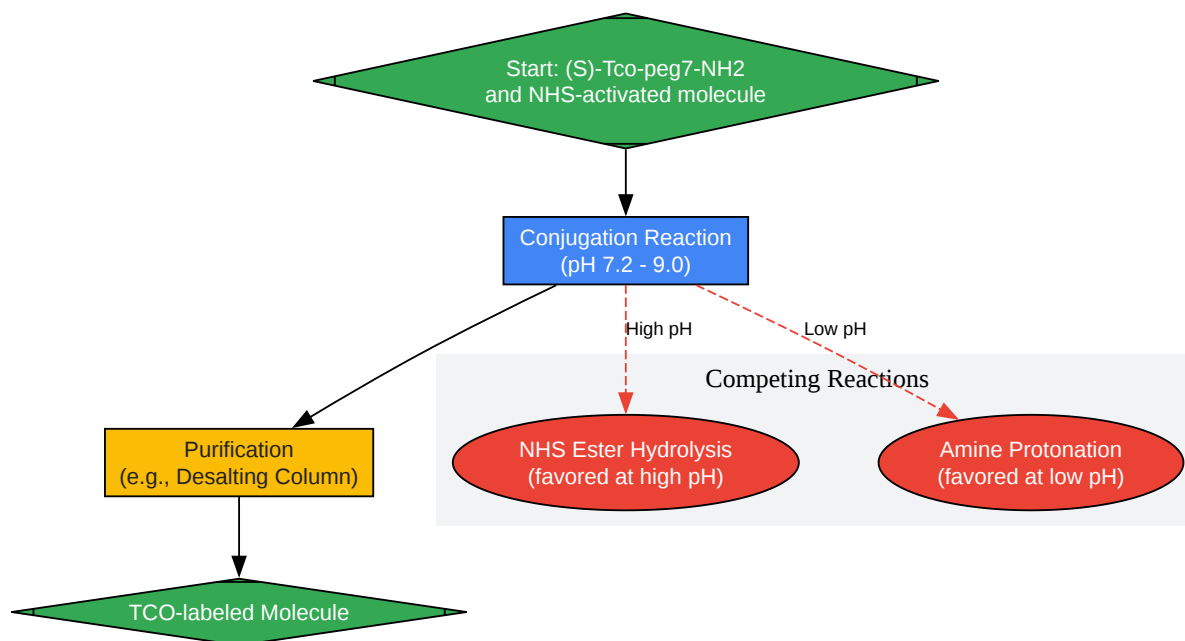 Start: (S)-Tco-peg7-NH2
and NHS-activated molecule
Conjugation Reaction
(pH 7.2 - 9.0)
High pH
Low pH
Competing Reactions
Purification
(e.g., Desalting Column)
NHS Ester Hydrolysis
(favored at high pH)
Amine Protonation
(favored at low pH)
TCO-labeled Molecule